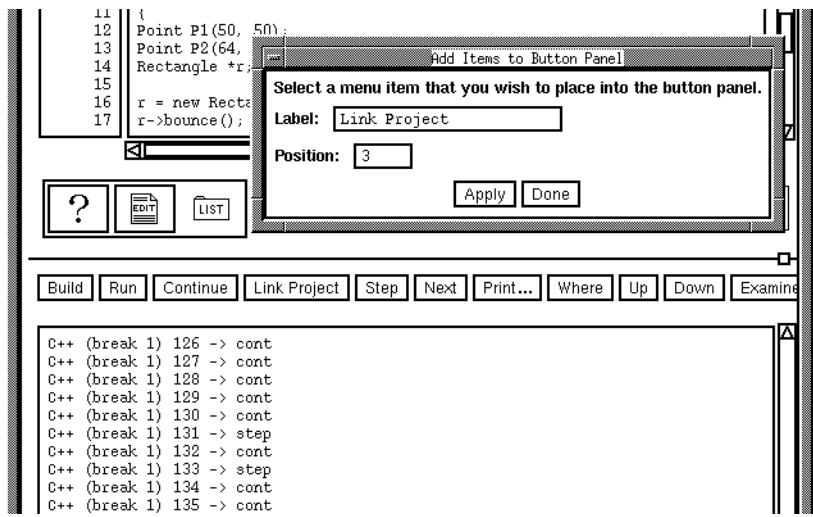 11 {
12 Point P1(50, 50);
13 Point P2(64,
14 Rectangle *r;
15
16 r = new Recta
17 r->bounce();
Add Items to Button Panel
Select a menu item that you wish to place into the button panel.
Label: Link Project
Position: 3
Apply Done
? EDIT LIST
Build Run Continue Link Project Step Next Print... Where Up Down Examine
C++ (break 1) 126 -> cont
C++ (break 1) 127 -> cont
C++ (break 1) 128 -> cont
C++ (break 1) 129 -> cont
C++ (break 1) 130 -> cont
C++ (break 1) 131 -> step
C++ (break 1) 132 -> cont
C++ (break 1) 133 -> step
C++ (break 1) 134 -> cont
C++ (break 1) 135 -> cont